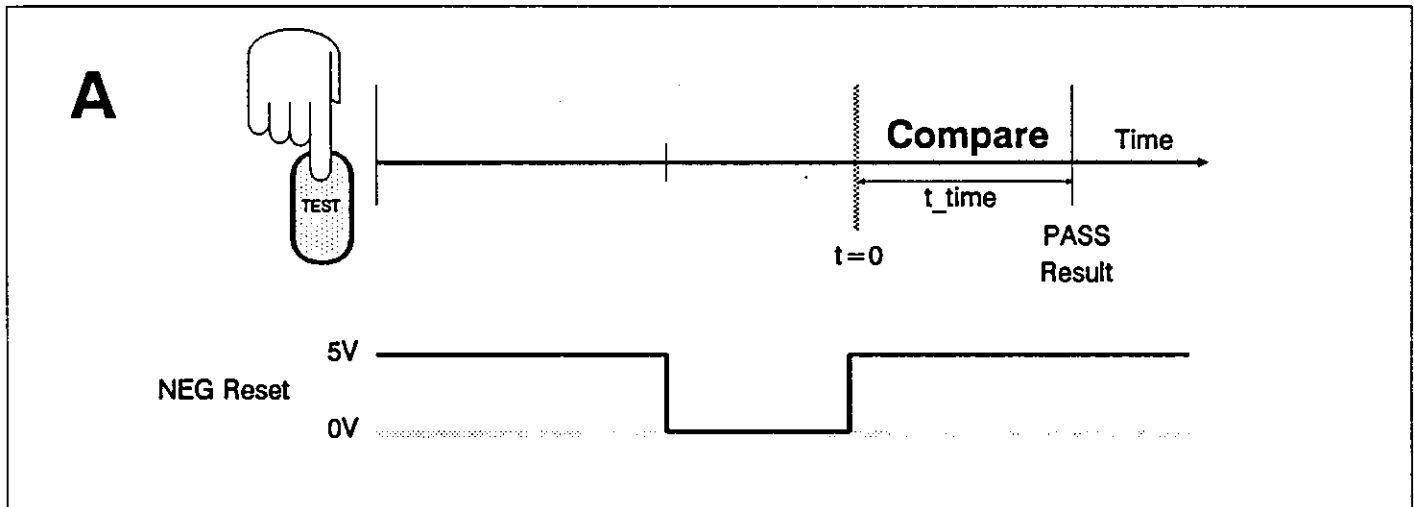 A
TEST
Compare
Time
t_time
t=0
PASS
Result
5V
NEG Reset
0V